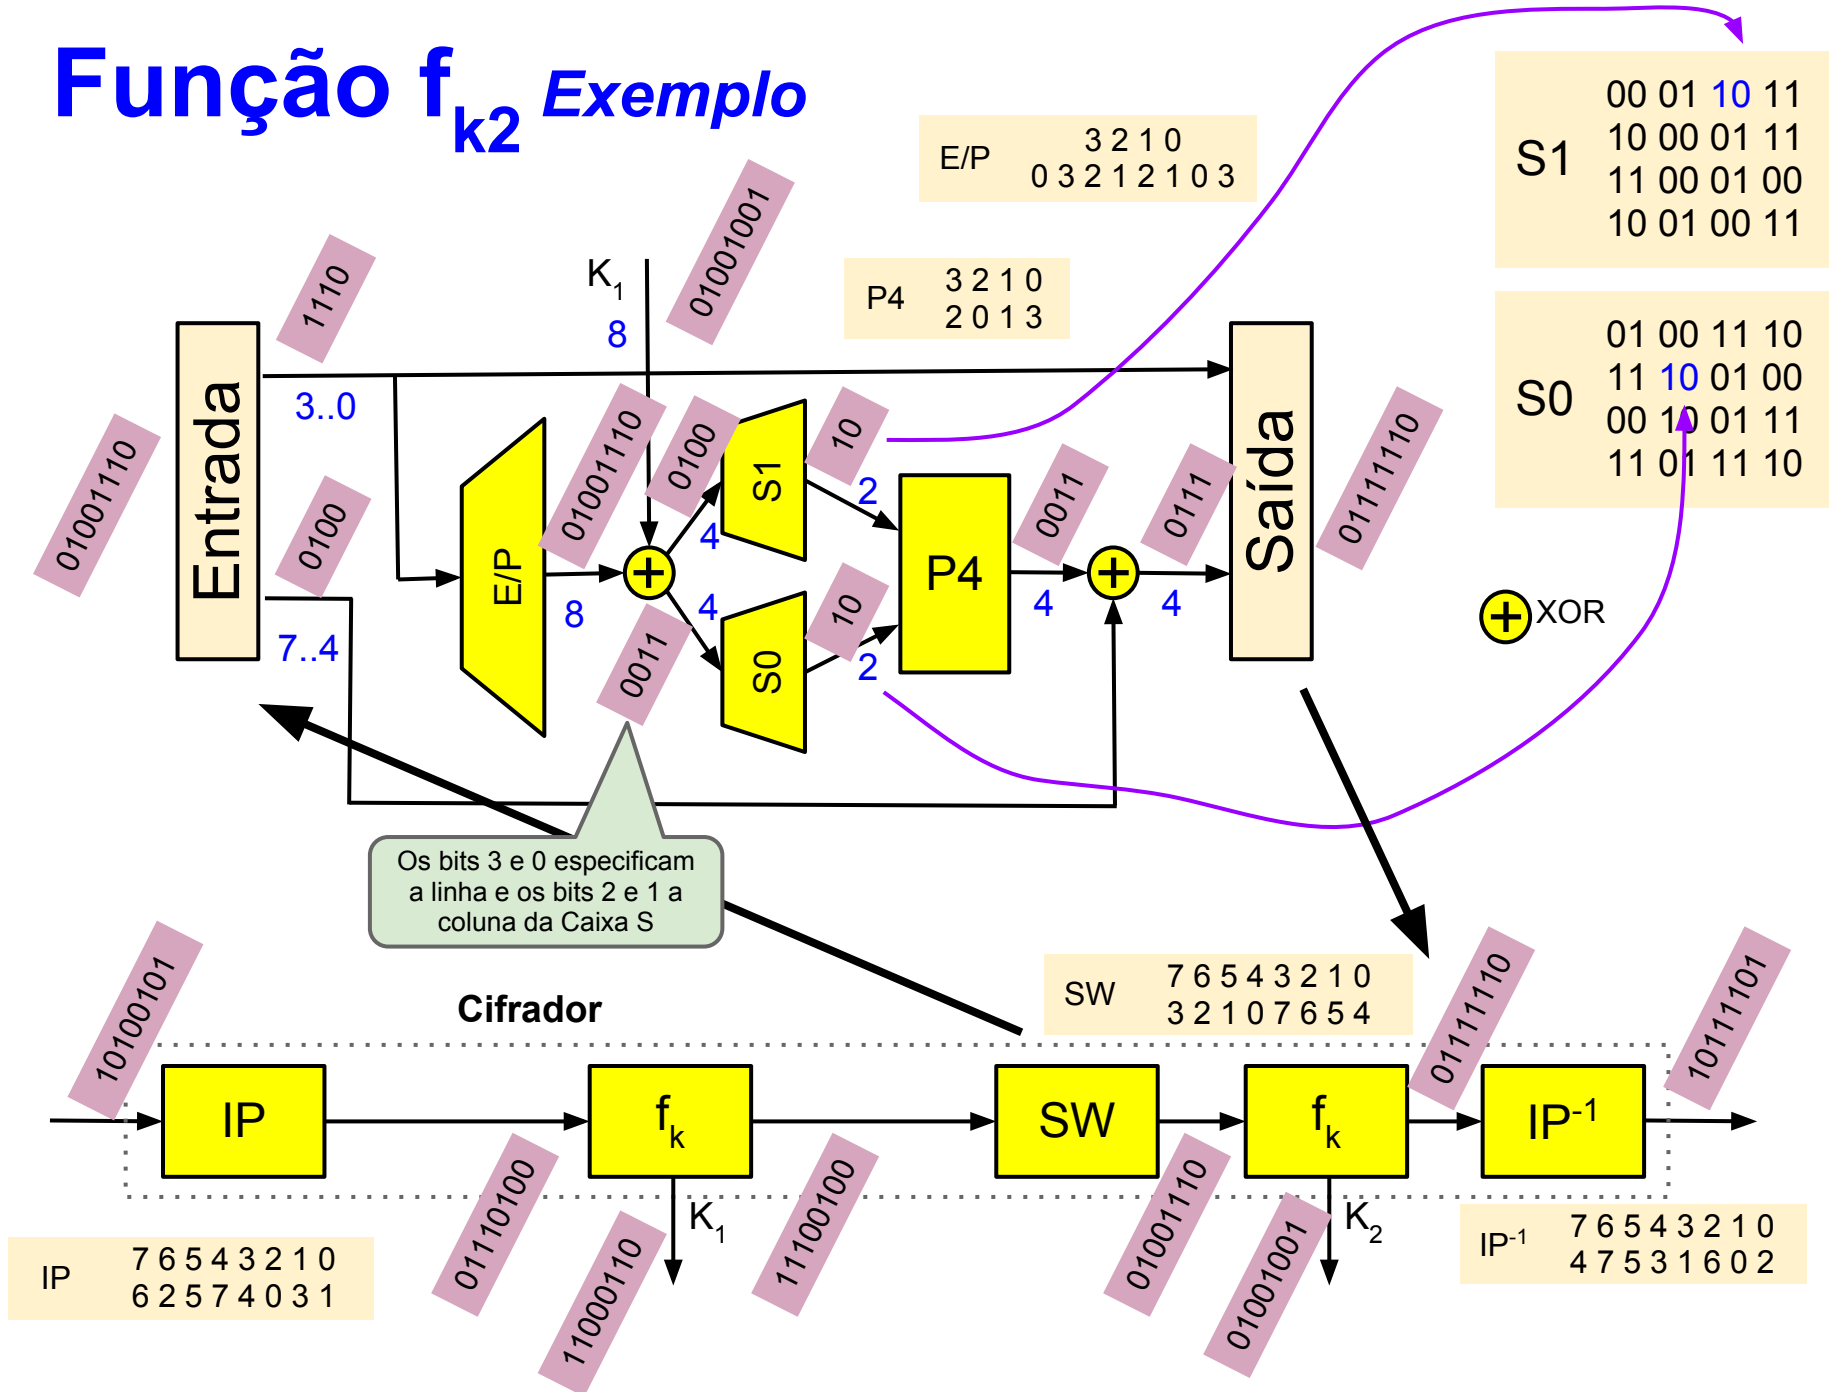 Função fk2 Exemplo
E/P
3 2 1 0
0 3 2 1 2 1 0 3
S1
00 01 10 11
10 00 01 11
11 00 01 00
10 01 00 11
P4
3 2 1 0
2 0 1 3
S0
01 00 11 10
11 10 01 00
00 10 01 11
11 01 11 10
01001110
Entrada
1110
3..0
0100
7..4
K1
8
01001001
E/P
8
01001110
0100
4
S1
10
2
4
0011
S0
10
2
P4
0011
4
0111
4
Saída
01111110
XOR
Os bits 3 e 0 especificam
a linha e os bits 2 e 1 a
coluna da Caixa S
SW
7 6 5 4 3 2 1 0
3 2 1 0 7 6 5 4
Cifrador
10100101
IP
01110100
fk
K1
11000110
11100100
SW
01001110
fk
K2
01001001
01111110
IP-1
10111101
IP
7 6 5 4 3 2 1 0
6 2 5 7 4 0 3 1
IP-1
7 6 5 4 3 2 1 0
4 7 5 3 1 6 0 2